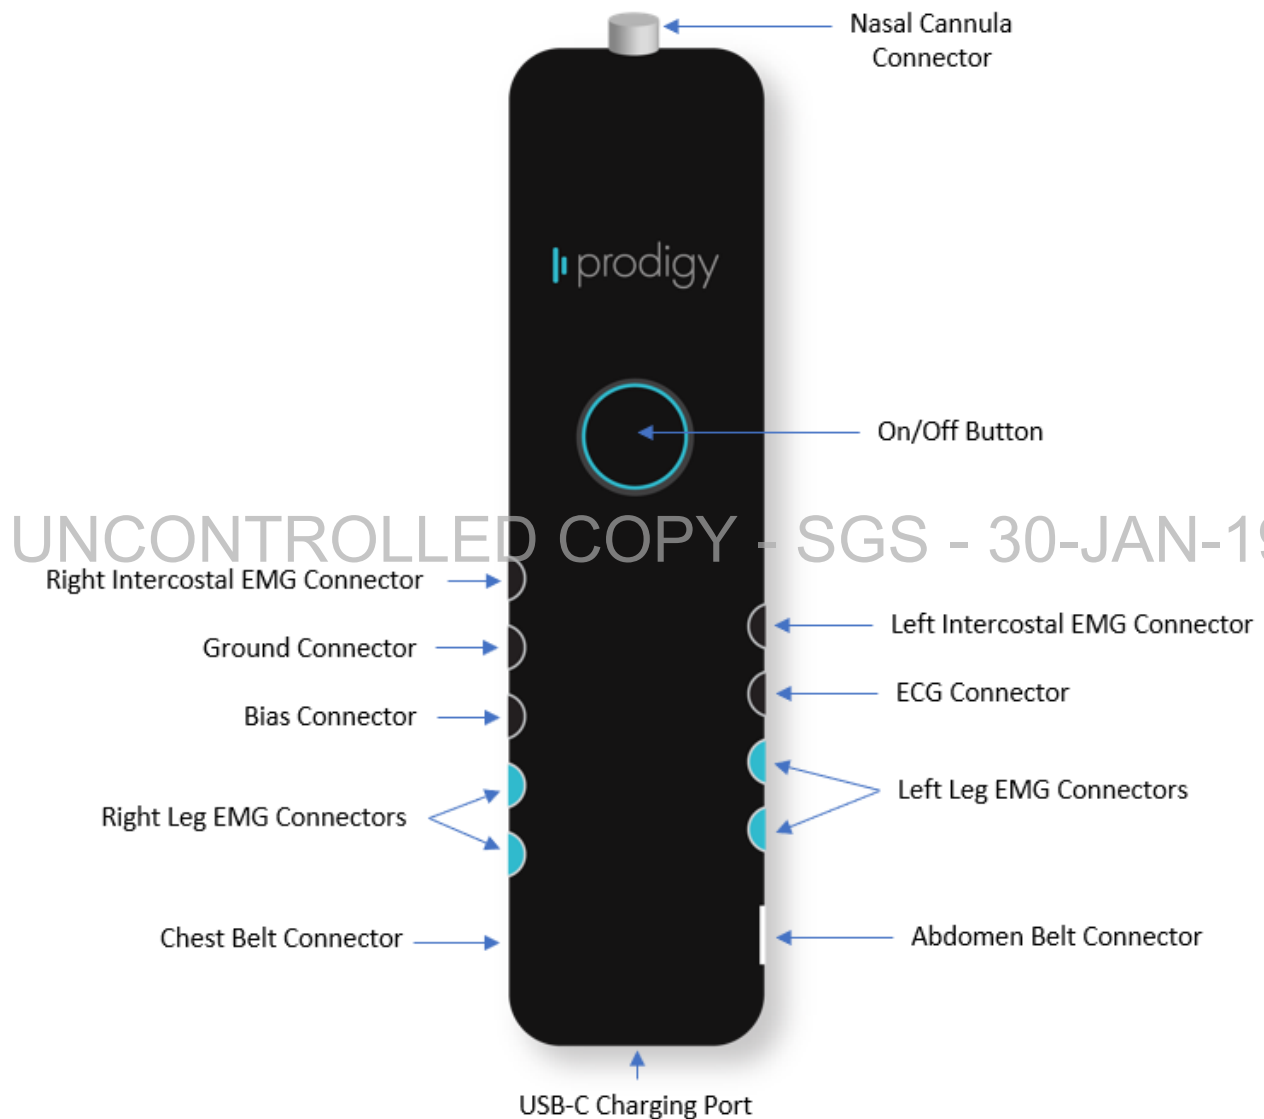 Nasal Cannula
Connector
prodigy
On/Off Button
UNCONTROLLED COPY - SGS - 30-JAN-19
Right Intercostal EMG Connector
Left Intercostal EMG Connector
Ground Connector
ECG Connector
Bias Connector
Left Leg EMG Connectors
Right Leg EMG Connectors
Chest Belt Connector
Abdomen Belt Connector
USB-C Charging Port